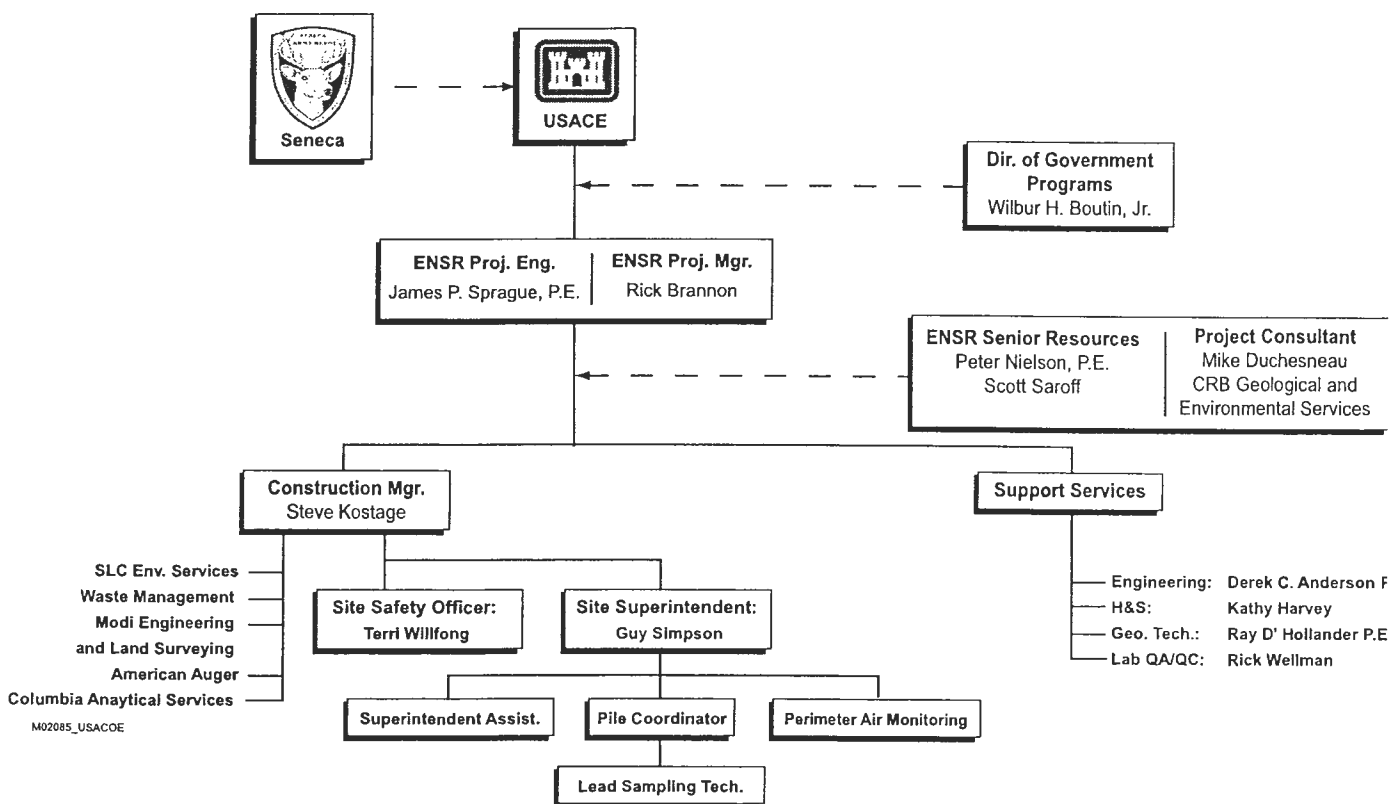 Seneca
USACE
Dir. of Government
Programs
Wilbur H. Boutin, Jr.
ENSR Proj. Eng.
James P. Sprague, P.E.
ENSR Proj. Mgr.
Rick Brannon
ENSR Senior Resources
Peter Nielson, P.E.
Scott Saroff
Project Consultant
Mike Duchesneau
CRB Geological and
Environmental Services
Construction Mgr.
Steve Kostage
Support Services
SLC Env. Services
Waste Management
Modi Engineering
and Land Surveying
American Auger
Columbia Anaytical Services
Site Safety Officer:
Terri Willfong
Site Superintendent:
Guy Simpson
Engineering: Derek C. Anderson P
H&S: Kathy Harvey
Geo. Tech.: Ray D' Hollander P.E
Lab QA/QC: Rick Wellman
Superintendent Assist.
Pile Coordinator
Perimeter Air Monitoring
Lead Sampling Tech.
M02085_USACOE